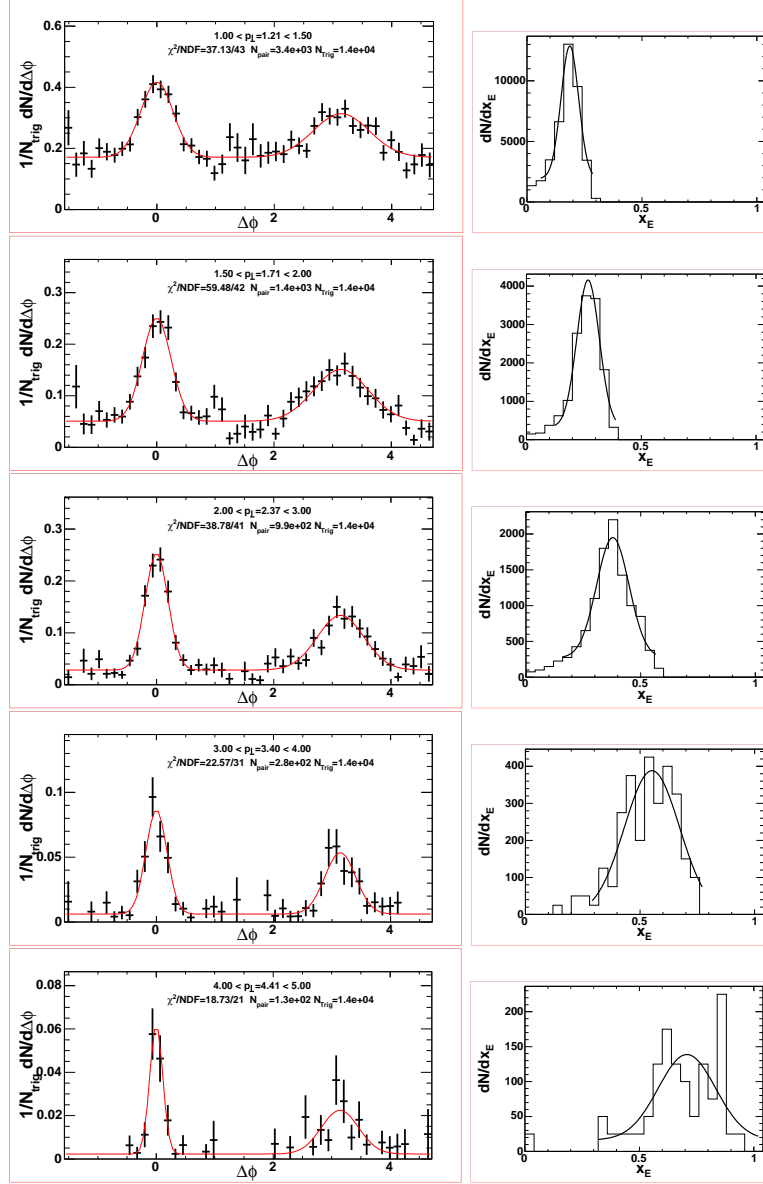 1.00 < p⊥=1.21 < 1.50
χ²/NDF=37.13/43 N_pair=3.4e+03 N_Trig=1.4e+04
1/N_trig dN/dΔφ
0.6
0.4
0.2
0
0 2 4
Δφ
dN/dx_E
10000
5000
0
0.5 1
x_E
1.50 < p⊥=1.71 < 2.00
χ²/NDF=59.48/42 N_pair=1.4e+03 N_Trig=1.4e+04
1/N_trig dN/dΔφ
0.3
0.2
0.1
0
0 2 4
Δφ
dN/dx_E
4000
3000
2000
1000
0
0.5 1
x_E
2.00 < p⊥=2.37 < 3.00
χ²/NDF=38.78/41 N_pair=9.9e+02 N_Trig=1.4e+04
1/N_trig dN/dΔφ
0.3
0.2
0.1
0
0 2 4
Δφ
dN/dx_E
2000
1500
1000
500
0
0.5 1
x_E
3.00 < p⊥=3.40 < 4.00
χ²/NDF=22.57/31 N_pair=2.8e+02 N_Trig=1.4e+04
1/N_trig dN/dΔφ
0.1
0.05
0
0 2 4
Δφ
dN/dx_E
400
300
200
100
0
0.5 1
x_E
4.00 < p⊥=4.41 < 5.00
χ²/NDF=18.73/21 N_pair=1.3e+02 N_Trig=1.4e+04
1/N_trig dN/dΔφ
0.08
0.06
0.04
0.02
0
0 2 4
Δφ
dN/dx_E
200
150
100
50
0
0.5 1
x_E